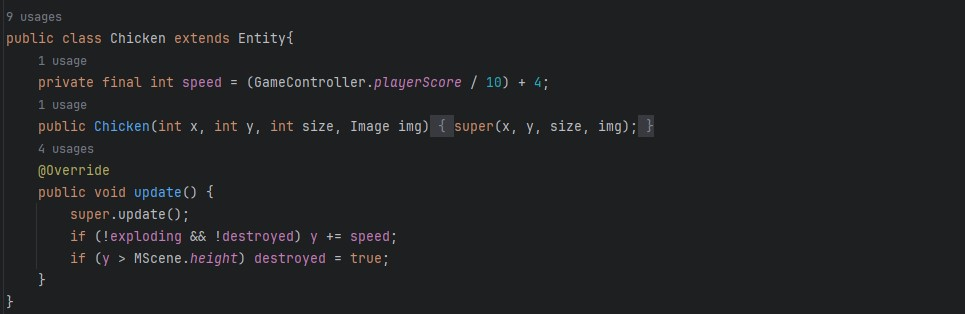 9 usages
public class Chicken extends Entity{
1 usage
private final int speed = (GameController.playerScore / 10) + 4;
1 usage
public Chicken(int x, int y, int size, Image img) { super(x, y, size, img); }
4 usages
@Override
public void update() {
super.update();
if (!exploding && !destroyed) y += speed;
if (y > MScene.height) destroyed = true;
}
}